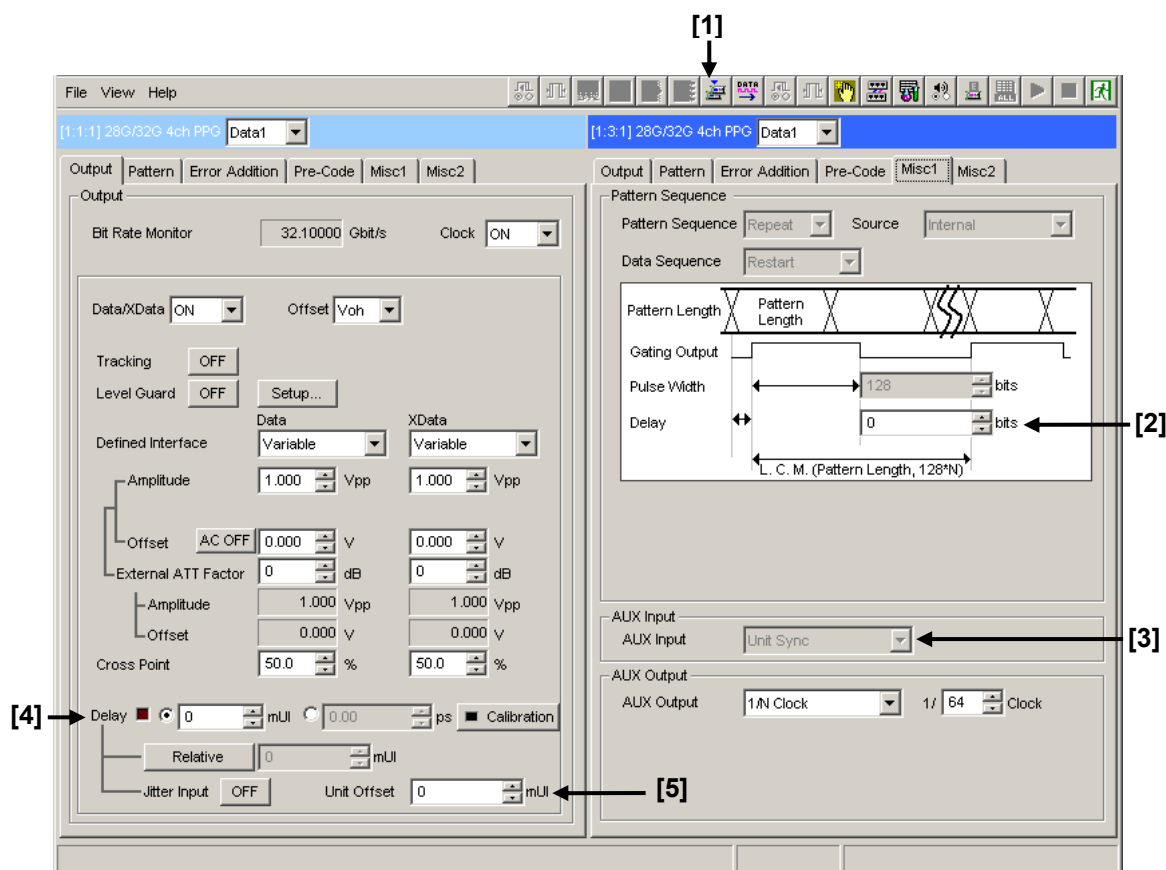 [1]
File View Help
DATA
ALL
[1:1:1] 28G/32G 4ch PPG Data1
[1:3:1] 28G/32G 4ch PPG Data1
Output Pattern Error Addition Pre-Code Misc1 Misc2
Output
Bit Rate Monitor 32.10000 Gbit/s Clock ON
Data/XData ON Offset Voh
Tracking OFF
Level Guard OFF Setup...
Data XData
Defined Interface Variable Variable
Amplitude 1.000 Vpp 1.000 Vpp
Offset AC OFF 0.000 V 0.000 V
External ATT Factor 0 dB 0 dB
Amplitude 1.000 Vpp 1.000 Vpp
Offset 0.000 V 0.000 V
Cross Point 50.0 % 50.0 %
[4] Delay 0 mUI 0.00 ps Calibration
Relative 0 mUI
Jitter Input OFF Unit Offset 0 mUI [5]
Output Pattern Error Addition Pre-Code Misc1 Misc2
Pattern Sequence
Pattern Sequence Repeat Source Internal
Data Sequence Restart
Pattern Length Pattern
Length
Gating Output
Pulse Width 128 bits
Delay 0 bits [2]
L. C. M. (Pattern Length, 128*N)
AUX Input
AUX Input Unit Sync [3]
AUX Output
AUX Output 1/N Clock 1/ 64 Clock